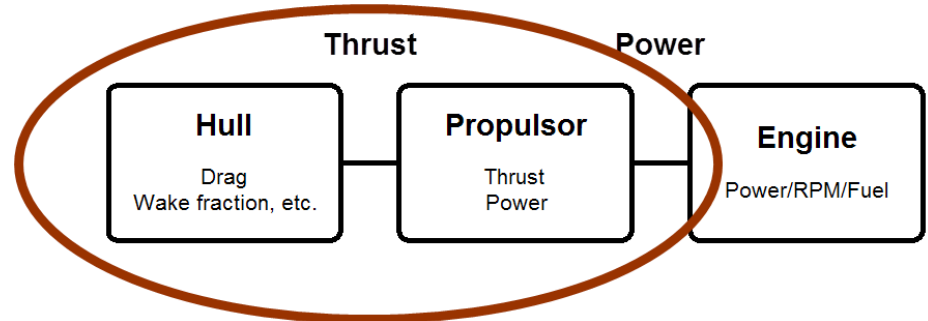 Thrust
Power
Hull
Drag
Wake fraction, etc.
Propulsor
Thrust
Power
Engine
Power/RPM/Fuel